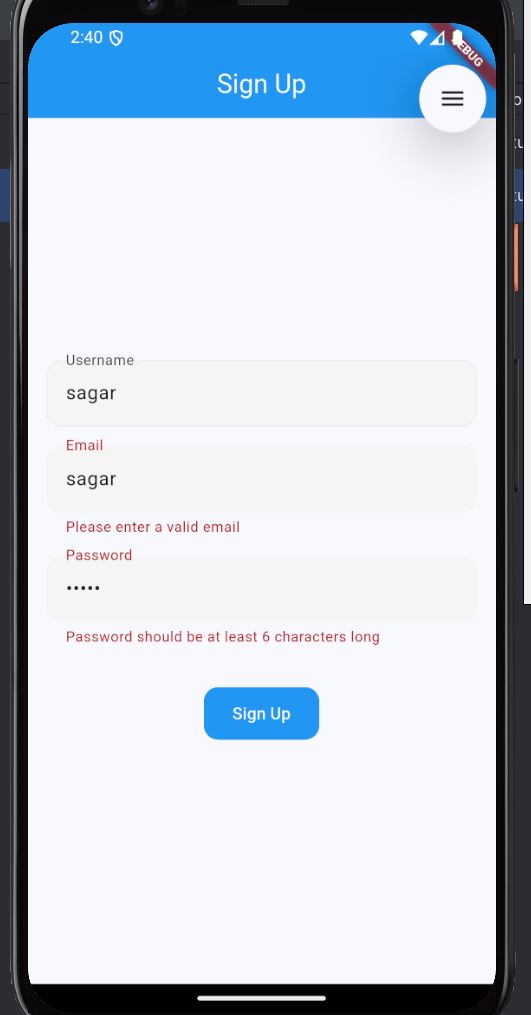 2:40
DEBUG
Sign Up
Username
sagar
Email
sagar
Please enter a valid email
Password
•••••
Password should be at least 6 characters long
Sign Up